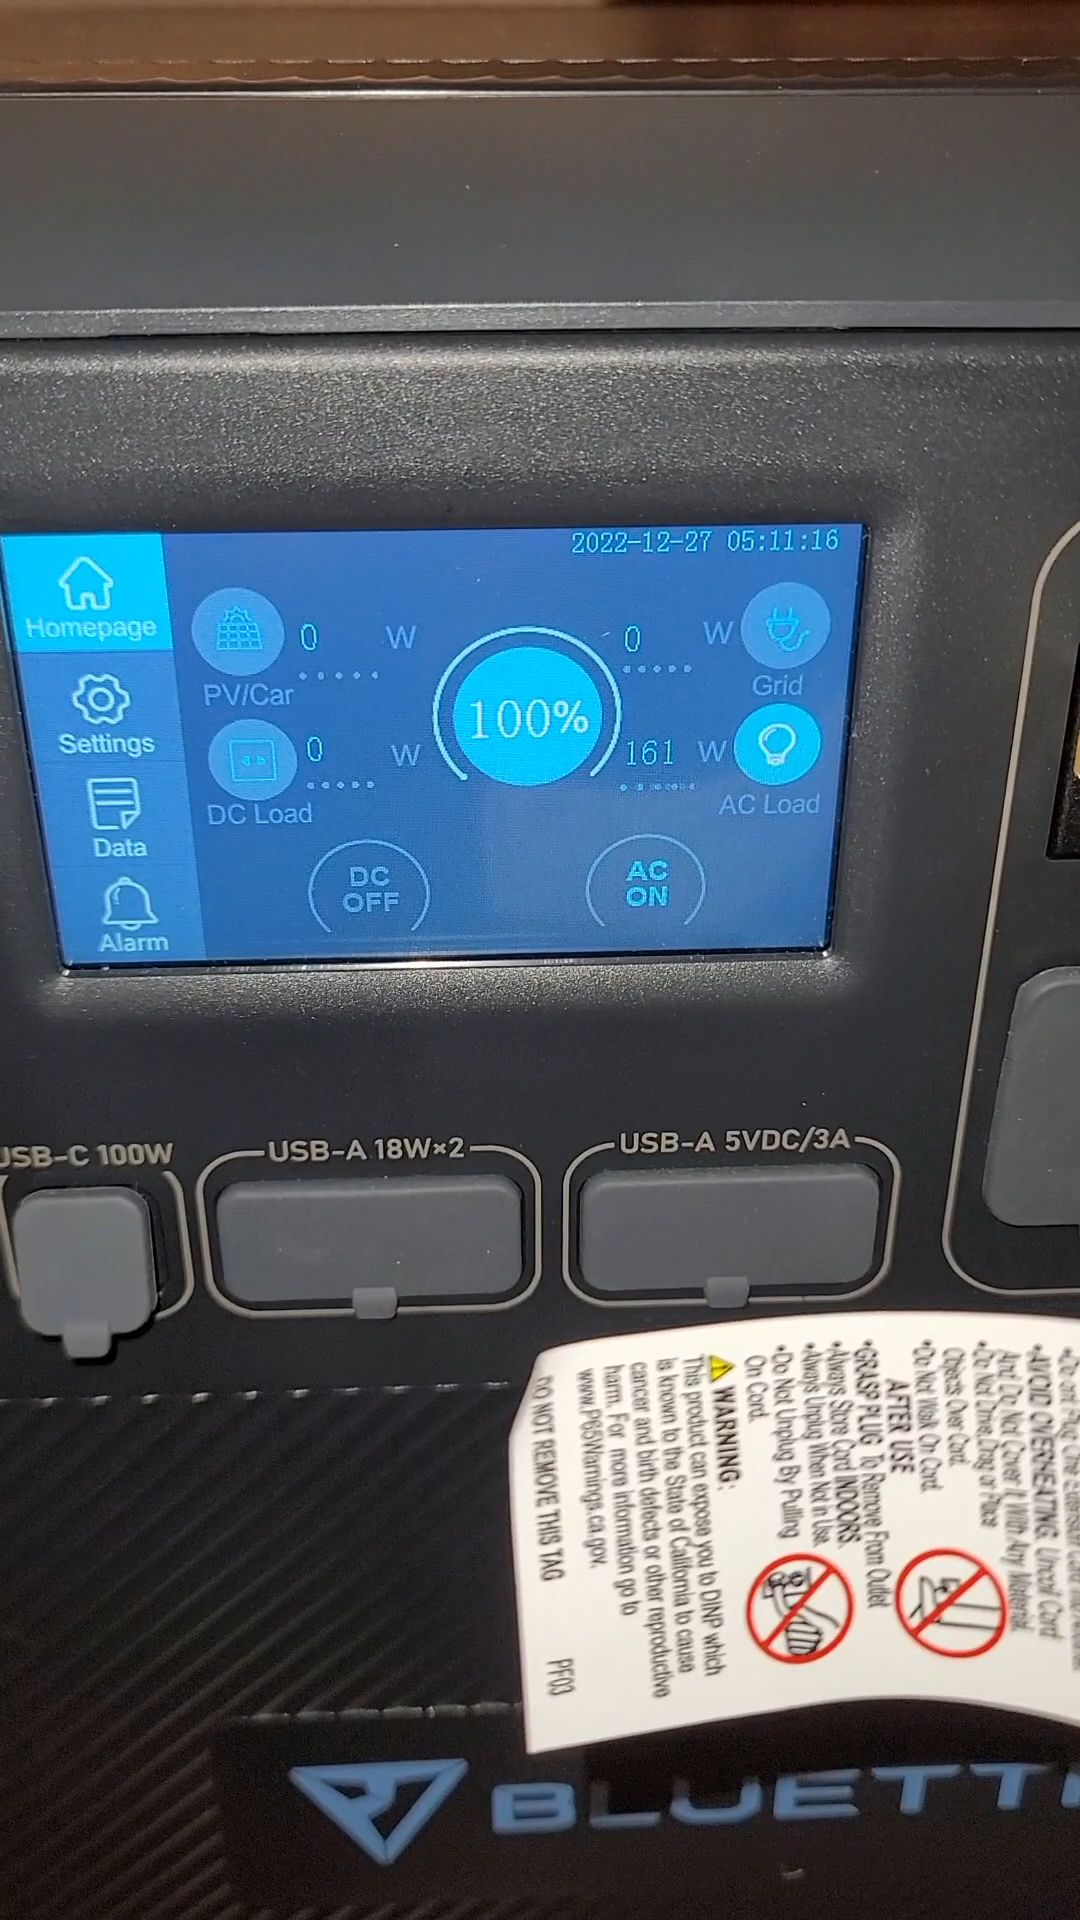 2022-12-27 05:11:16
Homepage
Settings
Data
Alarm
0 W
PV/Car
0 W
DC Load
100%
0 W
Grid
161 W
AC Load
DC
OFF
AC
ON
USB-C 100W
USB-A 18W×2
USB-A 5VDC/3A
•AVOID OVERHEATING. Uncoil Cord
And Do Not Cover It With Any Material.
•Do Not Drive, Drag or Place
Objects Over Cord.
•Do Not Walk On Cord.
AFTER USE
•GRASP PLUG To Remove From Outlet
•Always Store Cord INDOORS.
•Always Unplug When Not In Use.
•Do Not Unplug By Pulling
On Cord.
WARNING:
This product can expose you to DINP which
is known to the State of California to cause
cancer and birth defects or other reproductive
harm. For more information go to
www.P65Warnings.ca.gov.
DO NOT REMOVE THIS TAG PF03
BLUETTI